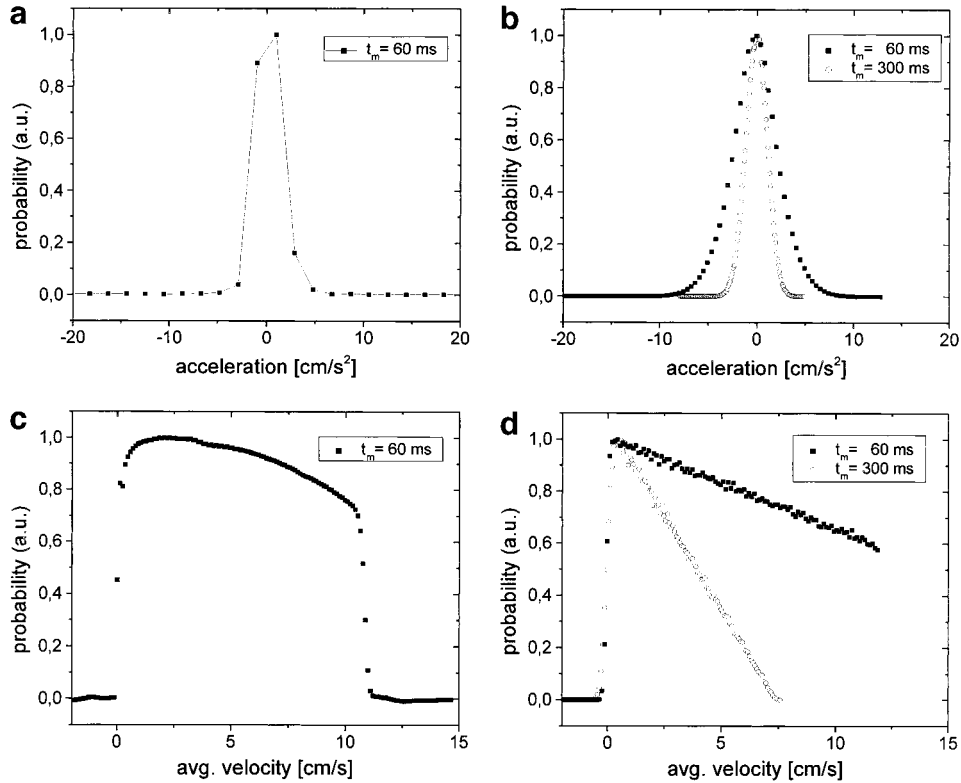 a
1,0
0,8
0,6
0,4
0,2
0,0
probability (a.u.)
t_m = 60 ms
-20 -10 0 10 20
acceleration [cm/s²]
b
1,0
0,8
0,6
0,4
0,2
0,0
probability (a.u.)
t_m = 60 ms
t_m = 300 ms
-20 -10 0 10 20
acceleration [cm/s²]
c
1,0
0,8
0,6
0,4
0,2
0,0
probability (a.u.)
t_m = 60 ms
0 5 10 15
avg. velocity [cm/s]
d
1,0
0,8
0,6
0,4
0,2
0,0
probability (a.u.)
t_m = 60 ms
t_m = 300 ms
0 5 10 15
avg. velocity [cm/s]